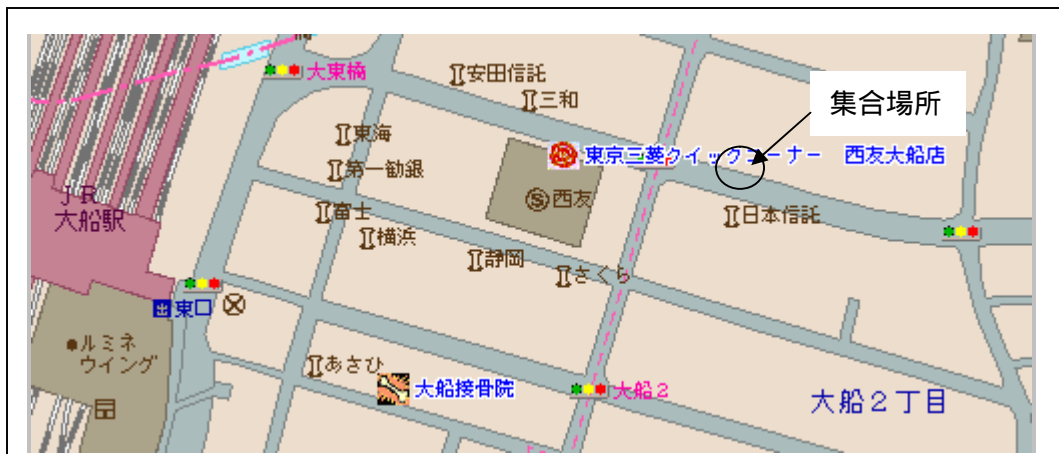 大東橋
安田信託
三和
集合場所
東海
東京三菱クイックコーナー 西友大船店
第一勧銀
JR
大船駅
西友
富士
横浜
日本信託
静岡
さくら
東口
ルミネ
ウイング
あさひ
大船接骨院
大船2
大船2丁目